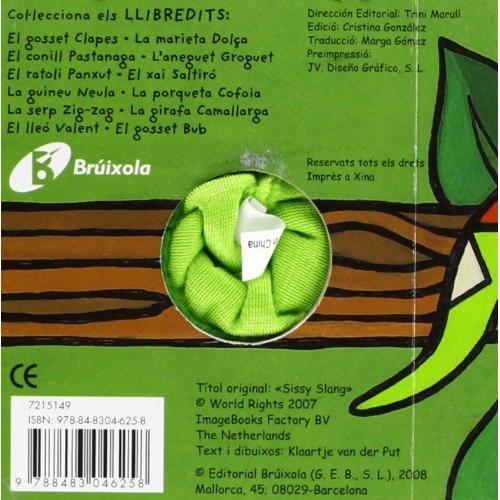 Col·lecciona els LLIBREDITS:
El gosset Clapes • La marieta Dolça
El conill Pastanaga • L'aneguet Groguet
El ratolí Panxut • El xai Saltiró
La guineu Neula • La porqueta Cofoia
La serp Zig-zag • La girafa Camallarga
El lleó Valent • El gosset Bub
B Brúixola
Dirección Editorial: Trini Marull
Edició: Cristina González
Traducció: Marga Gómez
Preimpressió:
JV, Diseño Gráfico, S. L.
Reservats tots els drets
Imprès a Xina
in China
CE
7215149
ISBN: 978-84-8304-625-8
9 788483 046258
Títol original: «Sissy Slang»
© World Rights 2007
ImageBooks Factory BV
The Netherlands
Text i dibuixos: Klaartje van der Put
© Editorial Brúixola (G. E. B., S. L.), 2008
Mallorca, 45; 08029-Barcelona